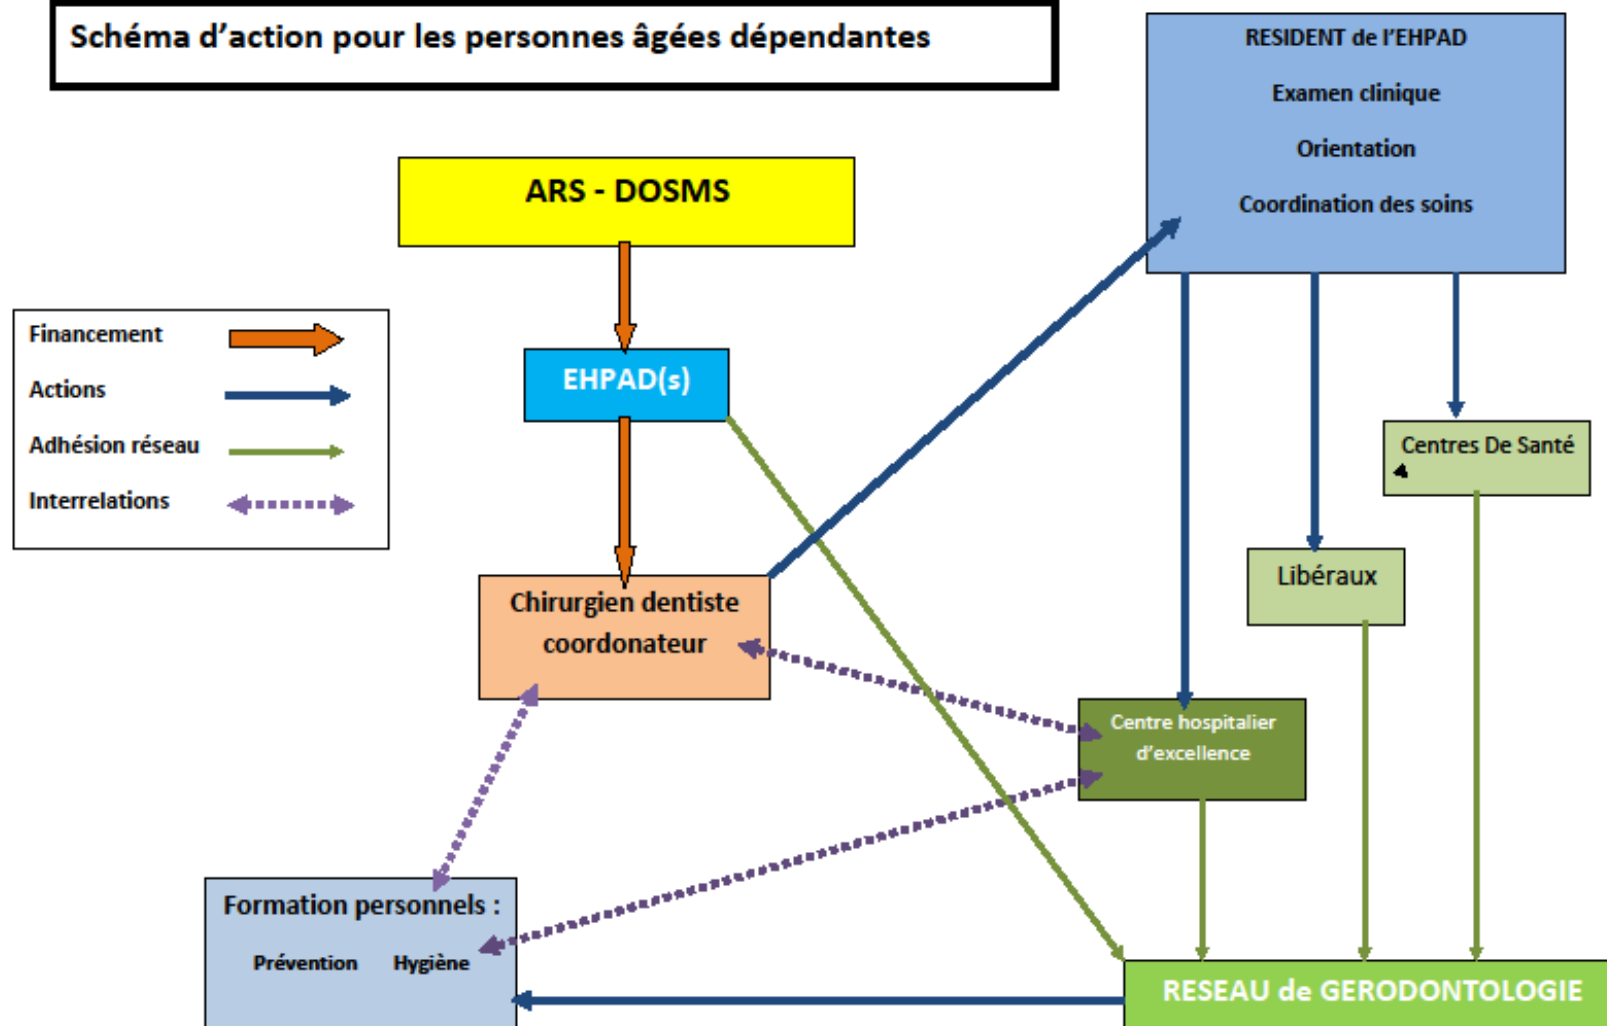 Schéma d’action pour les personnes âgées dépendantes
RESIDENT de l’EHPAD
Examen clinique
Orientation
Coordination des soins
ARS - DOSMS
Financement
Actions
Adhésion réseau
Interrelations
EHPAD(s)
Centres De Santé
Libéraux
Chirurgien dentiste
coordonateur
Centre hospitalier
d’excellence
Formation personnels :
Prévention Hygiène
RESEAU de GERODONTOLOGIE